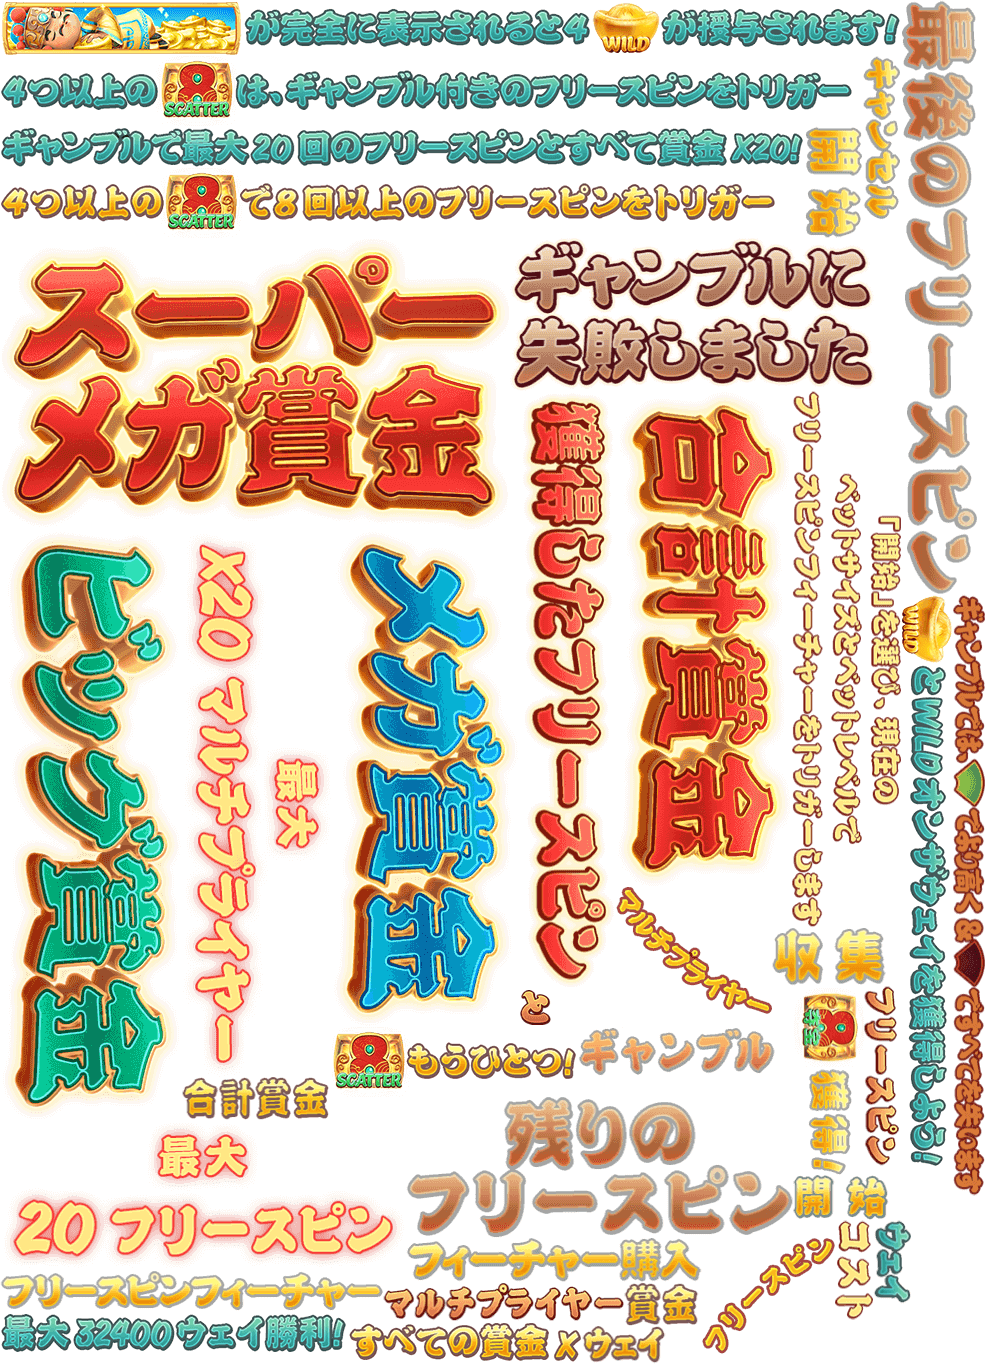 が完全に表示されると4 WILD が授与されます!
4つ以上の SCATTER は、ギャンブル付きのフリースピンをトリガー
ギャンブルで最大20回のフリースピンとすべて賞金 X20!
4つ以上の SCATTER で8回以上のフリースピンをトリガー
キャンセル
開始
最後のフリースピン
スーパー
メガ賞金
ギャンブルに
失敗しました
獲得したフリースピン
合計賞金
「開始」を選び、現在の
ベットサイズとベットレベルで
フリースピンフィーチャーをトリガーします
ビッグ賞金
最大
X20 マルチプライヤー
メガ賞金
WILD とWILDオンザウェイを獲得しよう!
ギャンブルでは、でより高く&ですべてを失います
マルチプライヤー
収集
と
SCATTER もうひとつ!
ギャンブル
フリースピン
SCATTER 獲得!
合計賞金
最大
20 フリースピン
残りの
フリースピン
開始
フィーチャー購入
フリースピンフィーチャー
マルチプライヤー賞金
フリースピン
コスト
ウェイ
最大 32400 ウェイ勝利!
すべての賞金 X ウェイ